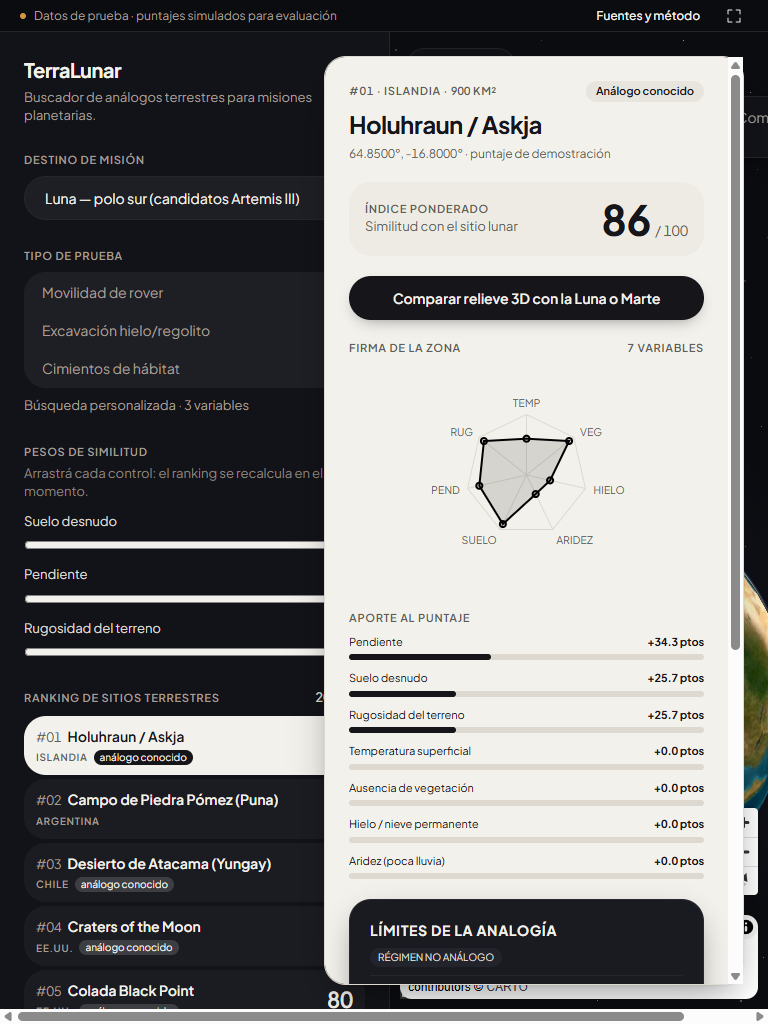 Datos de prueba · puntajes simulados para evaluación
Fuentes y método
TerraLunar
Buscador de análogos terrestres para misiones
planetarias.
DESTINO DE MISIÓN
Luna — polo sur (candidatos Artemis III)
TIPO DE PRUEBA
Movilidad de rover
Excavación hielo/regolito
Cimientos de hábitat
Búsqueda personalizada · 3 variables
PESOS DE SIMILITUD
Arrastrá cada control: el ranking se recalcula en el
momento.
Suelo desnudo
Pendiente
Rugosidad del terreno
RANKING DE SITIOS TERRESTRES
#01 Holuhraun / Askja
ISLANDIA análogo conocido
#02 Campo de Piedra Pómez (Puna)
ARGENTINA
#03 Desierto de Atacama (Yungay)
CHILE análogo conocido
#04 Craters of the Moon
EE.UU. análogo conocido
#05 Colada Black Point
80
#01 · ISLANDIA · 900 KM²
Análogo conocido
Holuhraun / Askja
64.8500°, -16.8000° · puntaje de demostración
ÍNDICE PONDERADO
Similitud con el sitio lunar
86 / 100
Comparar relieve 3D con la Luna o Marte
FIRMA DE LA ZONA
7 VARIABLES
TEMP
RUG
VEG
PEND
HIELO
SUELO
ARIDEZ
APORTE AL PUNTAJE
Pendiente +34.3 ptos
Suelo desnudo +25.7 ptos
Rugosidad del terreno +25.7 ptos
Temperatura superficial +0.0 ptos
Ausencia de vegetación +0.0 ptos
Hielo / nieve permanente +0.0 ptos
Aridez (poca lluvia) +0.0 ptos
LÍMITES DE LA ANALOGÍA
RÉGIMEN NO ANÁLOGO
contributors © CARTO